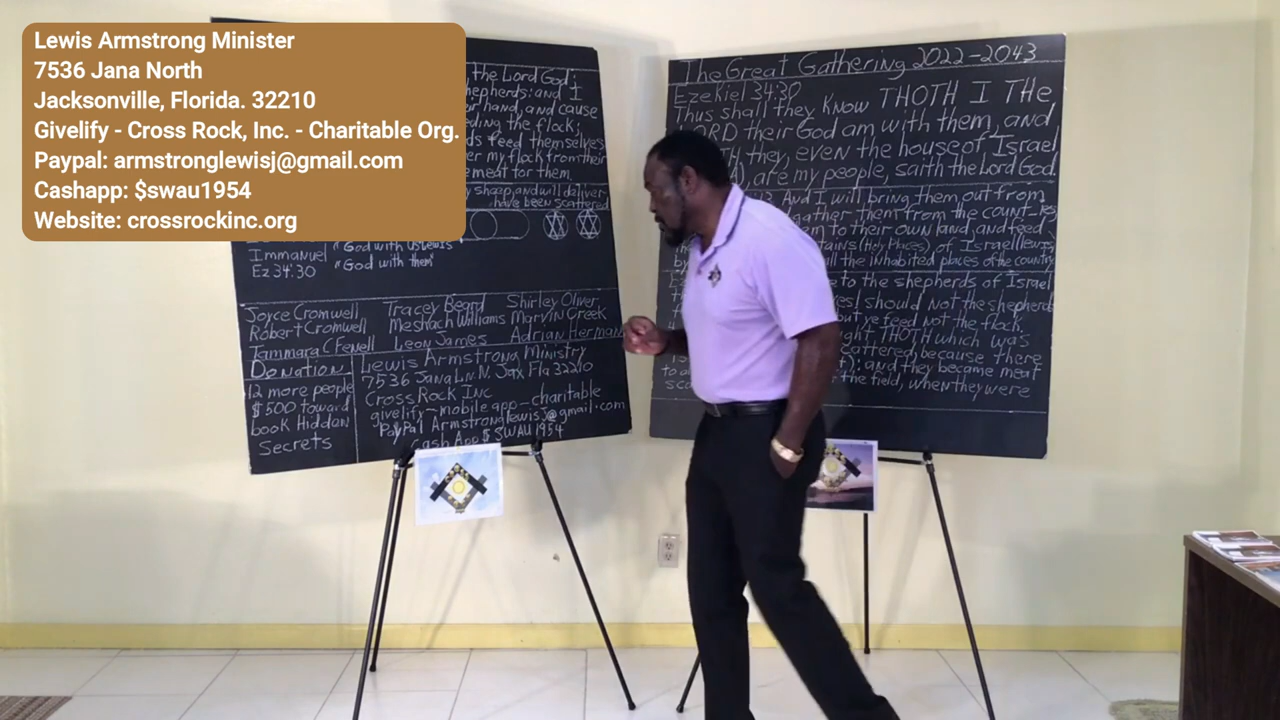 Lewis Armstrong Minister
7536 Jana North
Jacksonville, Florida. 32210
Givelify - Cross Rock, Inc. - Charitable Org.
Paypal: armstronglewisj@gmail.com
Cashapp: $swau1954
Website: crossrockinc.org
the Lord God;
shepherds; and I
hand, and cause
feeding the flock;
feed themselves
my flock from their
meat for them.
sheep, and will deliver
have been scattered
Immanuel "God with us Lewis"
Ez 34:30 "God with them"
Joyce Cromwell Tracey Beard Shirley Oliver,
Robert Cromwell Meshach Williams Marvin Creek
Tammara C Fenell Leon James Adrian Herman
Donation
12 more people
$500 toward
book Hiddan
Secrets
Lewis Armstrong Ministry
7536 Jana Ln. N. Jax Fla 32210
Cross Rock Inc
givelify-mobile app-charitable
PayPal Armstronglewisj@gmail.com
Cash App $ SWAU 1954
The Great Gathering 2022-2043
Ezekiel 34:30
Thus shall they know THOTH I The
LORD their God am with them, and
they, even the house of Israel
are my people, saith the Lord God.
And I will bring them out from
gather them from the count-ies
them to their own land, and feed
(Holy Places) of Israel (lewis)
all the inhabited places of the country
to the shepherds of Israel
should not the shepherds
but ye feed not the flock.
THOTH which was
scattered, because there
; and they became meat
the field, when they were